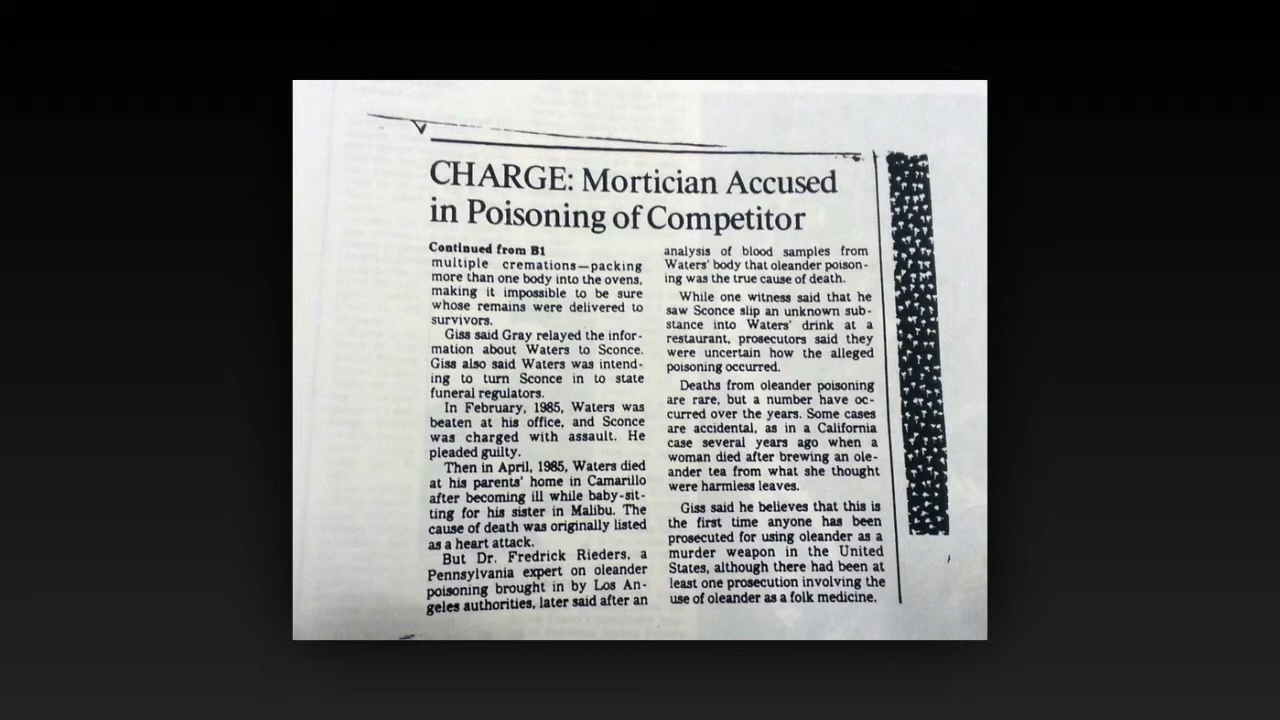 CHARGE: Mortician Accused
in Poisoning of Competitor
Continued from B1
multiple cremations—packing
more than one body into the ovens,
making it impossible to be sure
whose remains were delivered to
survivors.
Giss said Gray relayed the infor-
mation about Waters to Sconce.
Giss also said Waters was intend-
ing to turn Sconce in to state
funeral regulators.
In February, 1985, Waters was
beaten at his office, and Sconce
was charged with assault. He
pleaded guilty.
Then in April, 1985, Waters died
at his parents' home in Camarillo
after becoming ill while baby-sit-
ting for his sister in Malibu. The
cause of death was originally listed
as a heart attack.
But Dr. Fredrick Rieders, a
Pennsylvania expert on oleander
poisoning brought in by Los An-
geles authorities, later said after an
analysis of blood samples from
Waters' body that oleander poison-
ing was the true cause of death.
While one witness said that he
saw Sconce slip an unknown sub-
stance into Waters' drink at a
restaurant, prosecutors said they
were uncertain how the alleged
poisoning occurred.
Deaths from oleander poisoning
are rare, but a number have oc-
curred over the years. Some cases
are accidental, as in a California
case several years ago when a
woman died after brewing an ole-
ander tea from what she thought
were harmless leaves.
Giss said he believes that this is
the first time anyone has been
prosecuted for using oleander as a
murder weapon in the United
States, although there had been at
least one prosecution involving the
use of oleander as a folk medicine.